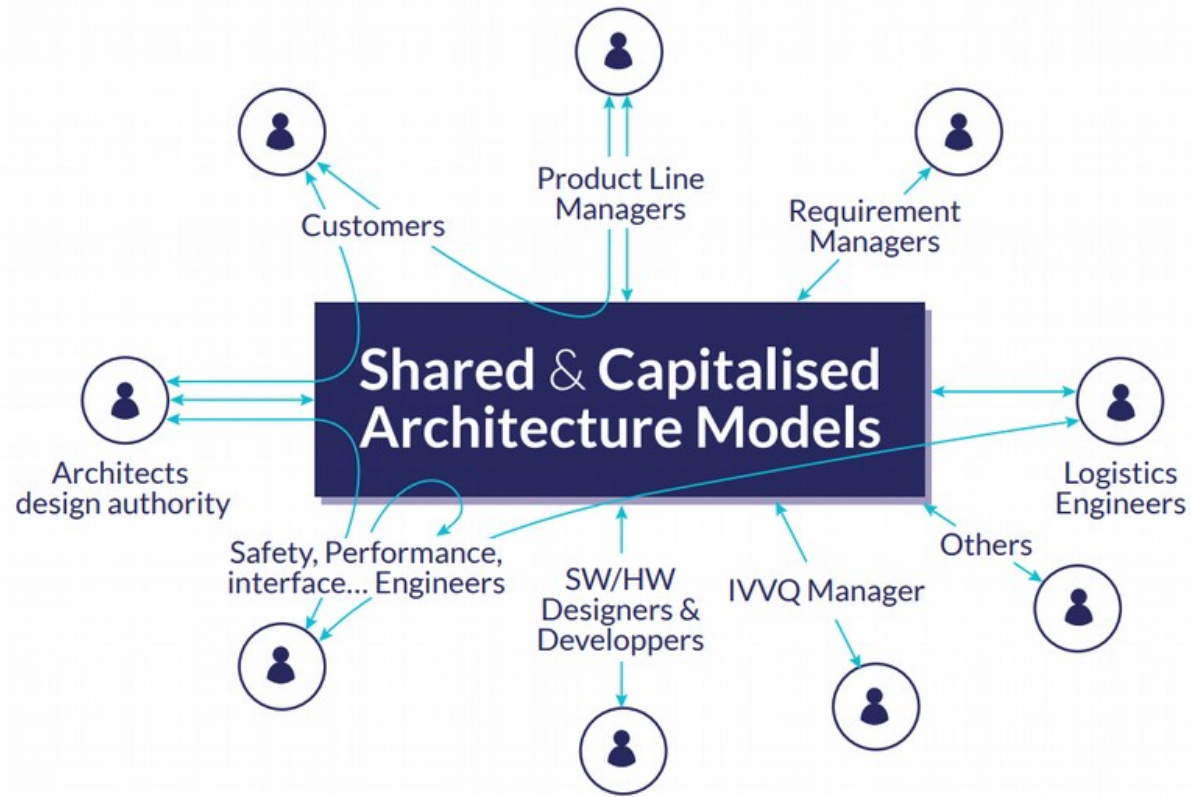 Product Line
Managers
Customers
Requirement
Managers
Shared & Capitalised
Architecture Models
Architects
design authority
Logistics
Engineers
Safety, Performance,
interface... Engineers
SW/HW
Designers &
Developpers
IVVQ Manager
Others